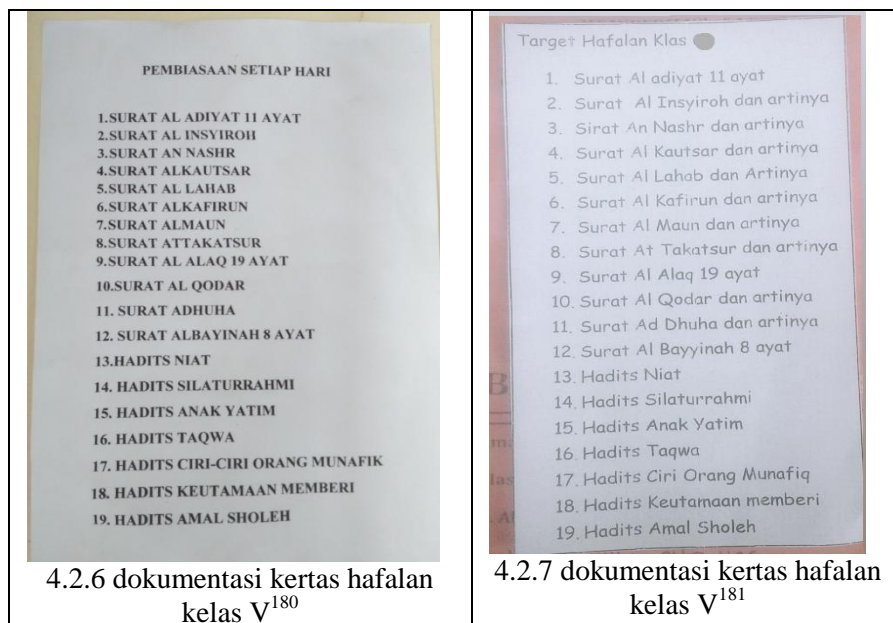 PEMBIASAAN SETIAP HARI
1.SURAT AL ADIYAT 11 AYAT
2.SURAT AL INSYIROH
3.SURAT AN NASHR
4.SURAT ALKAUTSAR
5.SURAT AL LAHAB
6.SURAT ALKAFIRUN
7.SURAT ALMAUN
8.SURAT ATTAKATSUR
9.SURAT AL ALAQ 19 AYAT
10.SURAT AL QODAR
11. SURAT ADHUHA
12. SURAT ALBAYINAH 8 AYAT
13.HADITS NIAT
14. HADITS SILATURRAHMI
15. HADITS ANAK YATIM
16. HADITS TAQWA
17. HADITS CIRI-CIRI ORANG MUNAFIK
18. HADITS KEUTAMAAN MEMBERI
19. HADITS AMAL SHOLEH
4.2.6 dokumentasi kertas hafalan
kelas V180
Target Hafalan Klas
1. Surat Al adiyat 11 ayat
2. Surat Al Insyiroh dan artinya
3. Sirat An Nashr dan artinya
4. Surat Al Kautsar dan artinya
5. Surat Al Lahab dan Artinya
6. Surat Al Kafirun dan artinya
7. Surat Al Maun dan artinya
8. Surat At Takatsur dan artinya
9. Surat Al Alaq 19 ayat
10. Surat Al Qodar dan artinya
11. Surat Ad Dhuha dan artinya
12. Surat Al Bayyinah 8 ayat
13. Hadits Niat
14. Hadits Silaturrahmi
15. Hadits Anak Yatim
16. Hadits Taqwa
17. Hadits Ciri Orang Munafiq
18. Hadits Keutamaan memberi
19. Hadits Amal Sholeh
4.2.7 dokumentasi kertas hafalan
kelas V181